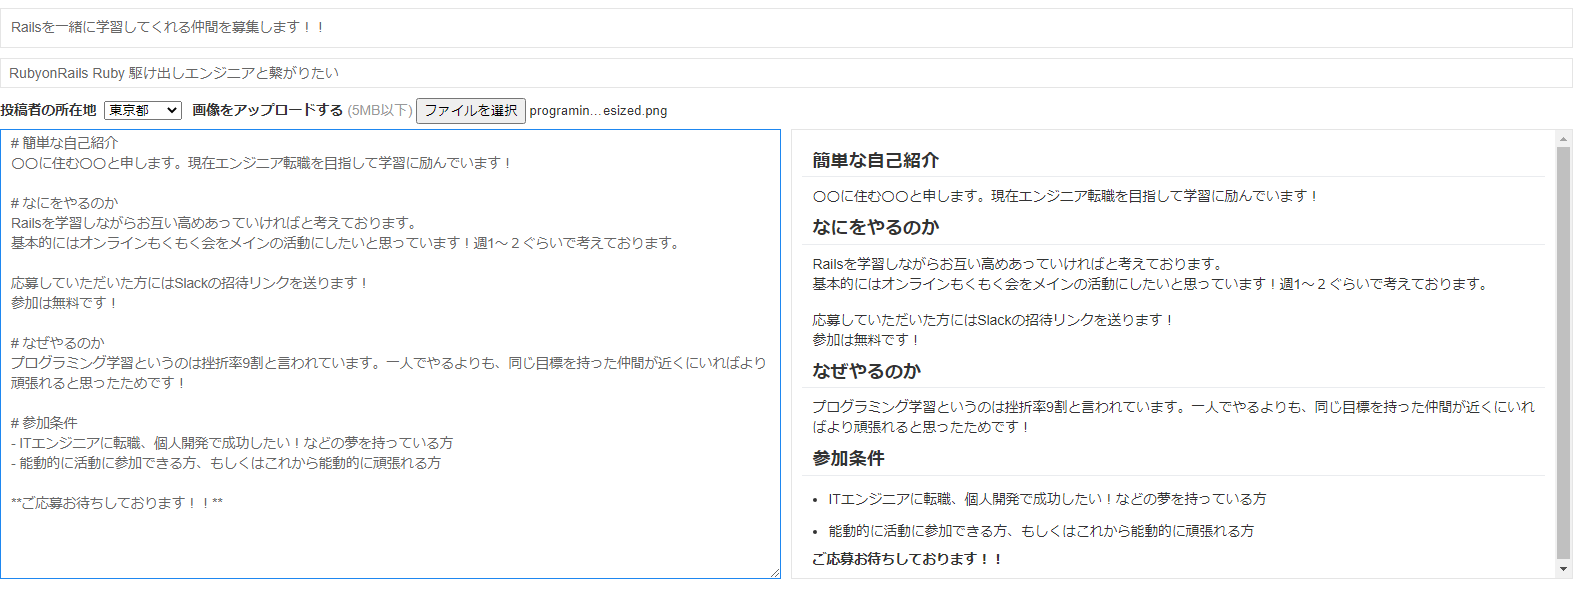 Railsを一緒に学習してくれる仲間を募集します！！
RubyonRails Ruby 駆け出しエンジニアと繋がりたい
投稿者の所在地 東京都 画像をアップロードする (5MB以下) ファイルを選択 programin...esized.png
# 簡単な自己紹介
〇〇に住む〇〇と申します。現在エンジニア転職を目指して学習に励んでいます！
# なにをやるのか
Railsを学習しながらお互い高めあっていければと考えております。
基本的にはオンラインもくもく会をメインの活動にしたいと思っています！週1～２ぐらいで考えております。
応募していただいた方にはSlackの招待リンクを送ります！
参加は無料です！
# なぜやるのか
プログラミング学習というのは挫折率9割と言われています。一人でやるよりも、同じ目標を持った仲間が近くにいればより
頑張れると思ったためです！
# 参加条件
- ITエンジニアに転職、個人開発で成功したい！などの夢を持っている方
- 能動的に活動に参加できる方、もしくはこれから能動的に頑張れる方
**ご応募お待ちしております！！**
簡単な自己紹介
〇〇に住む〇〇と申します。現在エンジニア転職を目指して学習に励んでいます！
なにをやるのか
Railsを学習しながらお互い高めあっていければと考えております。
基本的にはオンラインもくもく会をメインの活動にしたいと思っています！週1～２ぐらいで考えております。
応募していただいた方にはSlackの招待リンクを送ります！
参加は無料です！
なぜやるのか
プログラミング学習というのは挫折率9割と言われています。一人でやるよりも、同じ目標を持った仲間が近くにいれ
ばより頑張れると思ったためです！
参加条件
• ITエンジニアに転職、個人開発で成功したい！などの夢を持っている方
• 能動的に活動に参加できる方、もしくはこれから能動的に頑張れる方
ご応募お待ちしております！！